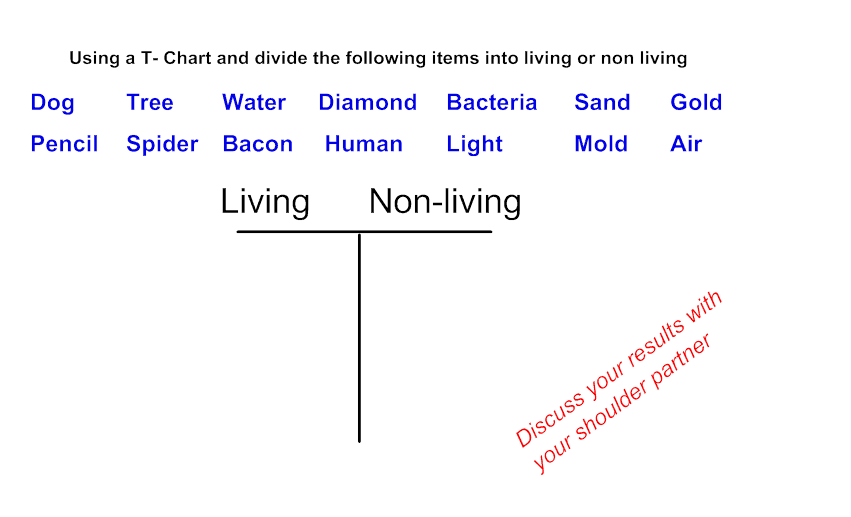 Using a T- Chart and divide the following items into living or non living
Dog Tree Water Diamond Bacteria Sand Gold
Pencil Spider Bacon Human Light Mold Air
Living Non-living
Discuss your results with
your shoulder partner